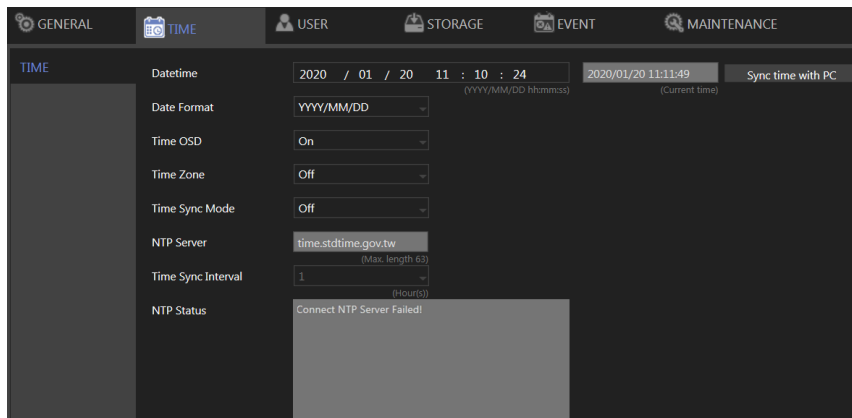 GENERAL TIME USER STORAGE EVENT MAINTENANCE
TIME
Datetime 2020 / 01 / 20 11 : 10 : 24 2020/01/20 11:11:49 Sync time with PC
(YYYY/MM/DD hh:mm:ss) (Current time)
Date Format YYYY/MM/DD
Time OSD On
Time Zone Off
Time Sync Mode Off
NTP Server time.stdtime.gov.tw
(Max. length 63)
Time Sync Interval 1
(Hour(s))
NTP Status Connect NTP Server Failed!